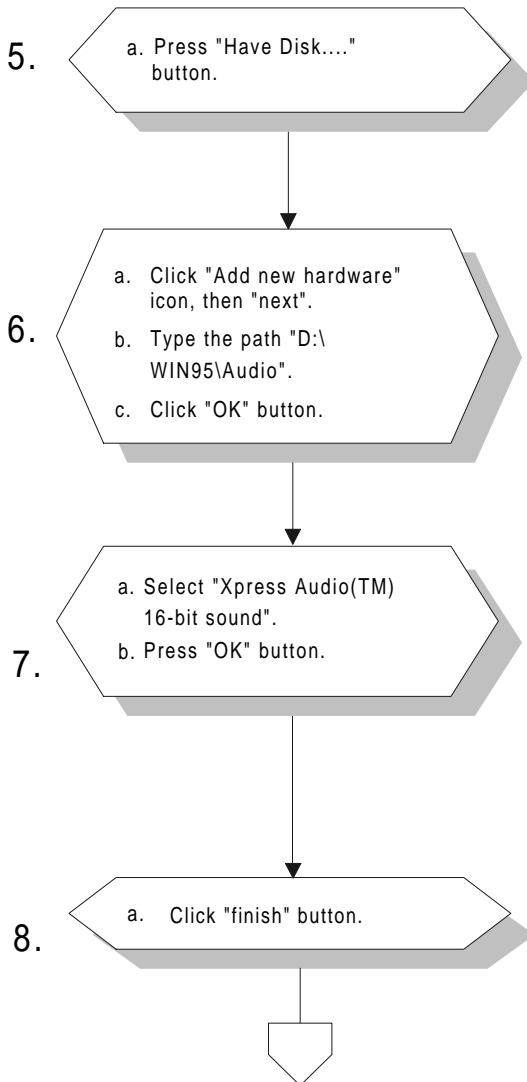 5.
a. Press "Have Disk...."
button.
6.
a. Click "Add new hardware"
icon, then "next".
b. Type the path "D:\
WIN95\Audio".
c. Click "OK" button.
7.
a. Select "Xpress Audio(TM)
16-bit sound".
b. Press "OK" button.
8.
a. Click "finish" button.